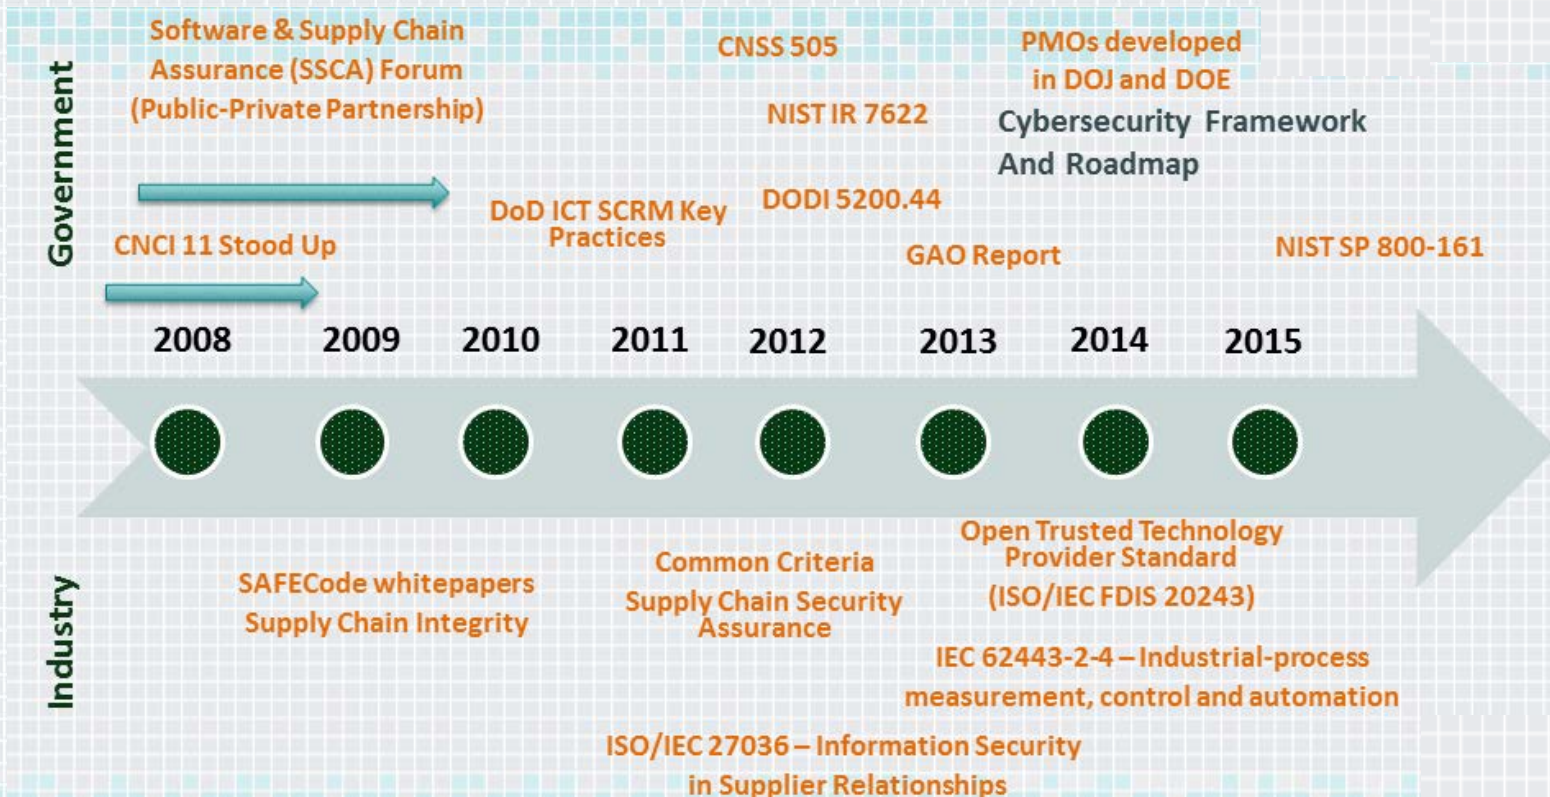 Government
Software & Supply Chain
Assurance (SSCA) Forum
(Public-Private Partnership)
CNCI 11 Stood Up
DoD ICT SCRM Key
Practices
CNSS 505
NIST IR 7622
DODI 5200.44
GAO Report
PMOs developed
in DOJ and DOE
Cybersecurity Framework
And Roadmap
NIST SP 800-161
2008 2009 2010 2011 2012 2013 2014 2015
Industry
SAFECode whitepapers
Supply Chain Integrity
Common Criteria
Supply Chain Security
Assurance
Open Trusted Technology
Provider Standard
(ISO/IEC FDIS 20243)
IEC 62443-2-4 – Industrial-process
measurement, control and automation
ISO/IEC 27036 – Information Security
in Supplier Relationships